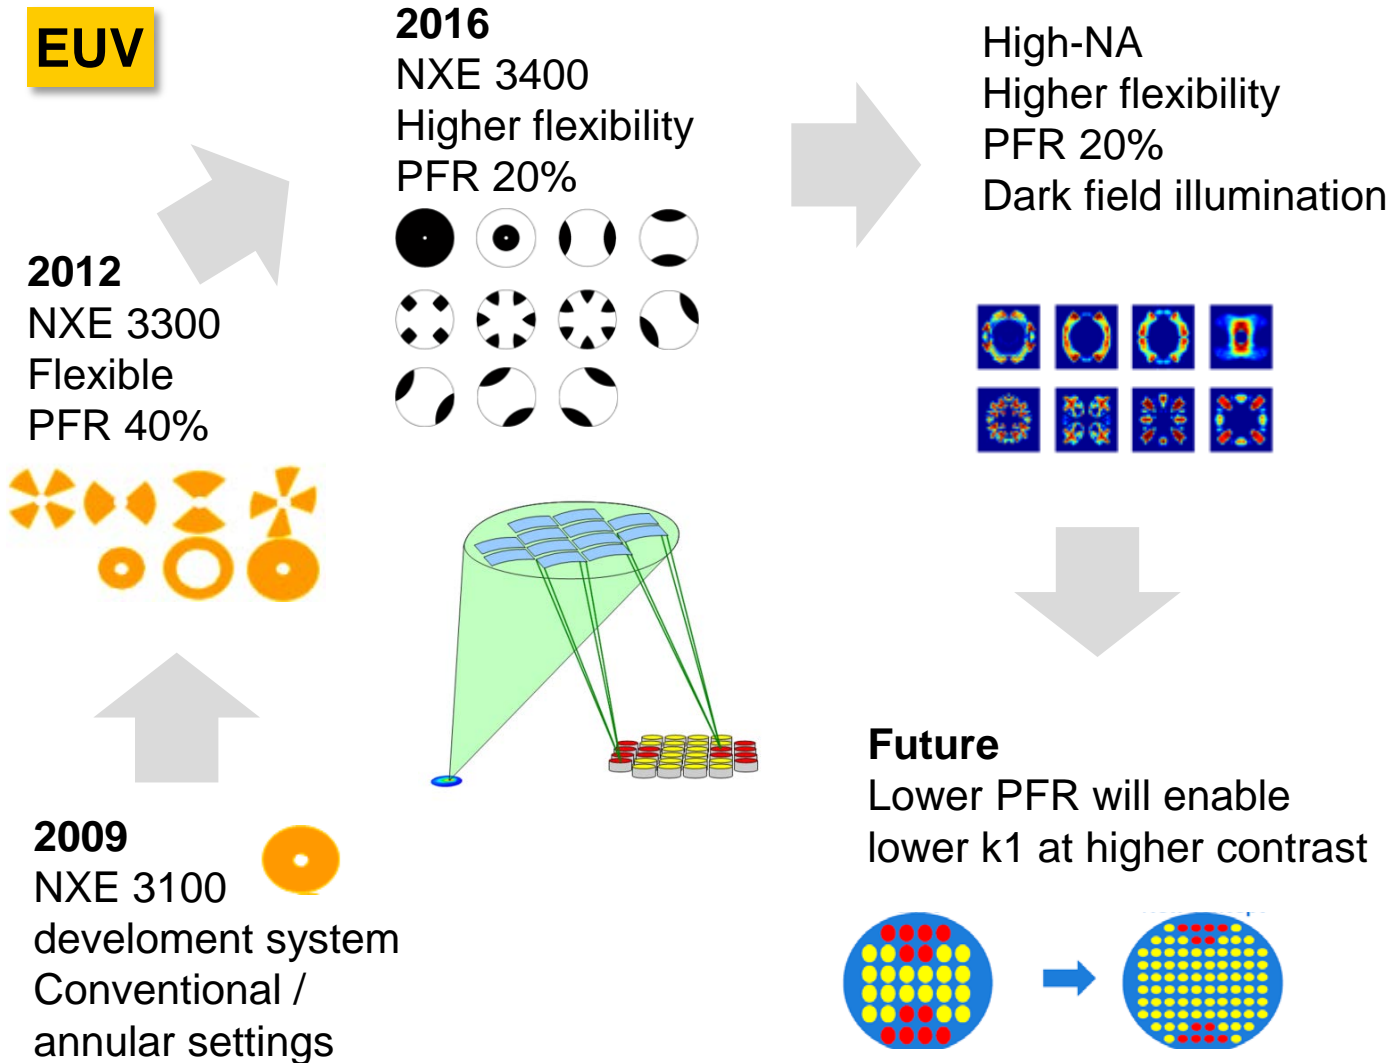 EUV
2016
NXE 3400
Higher flexibility
PFR 20%
High-NA
Higher flexibility
PFR 20%
Dark field illumination
2012
NXE 3300
Flexible
PFR 40%
2009
NXE 3100
develoment system
Conventional /
annular settings
Future
Lower PFR will enable
lower k1 at higher contrast